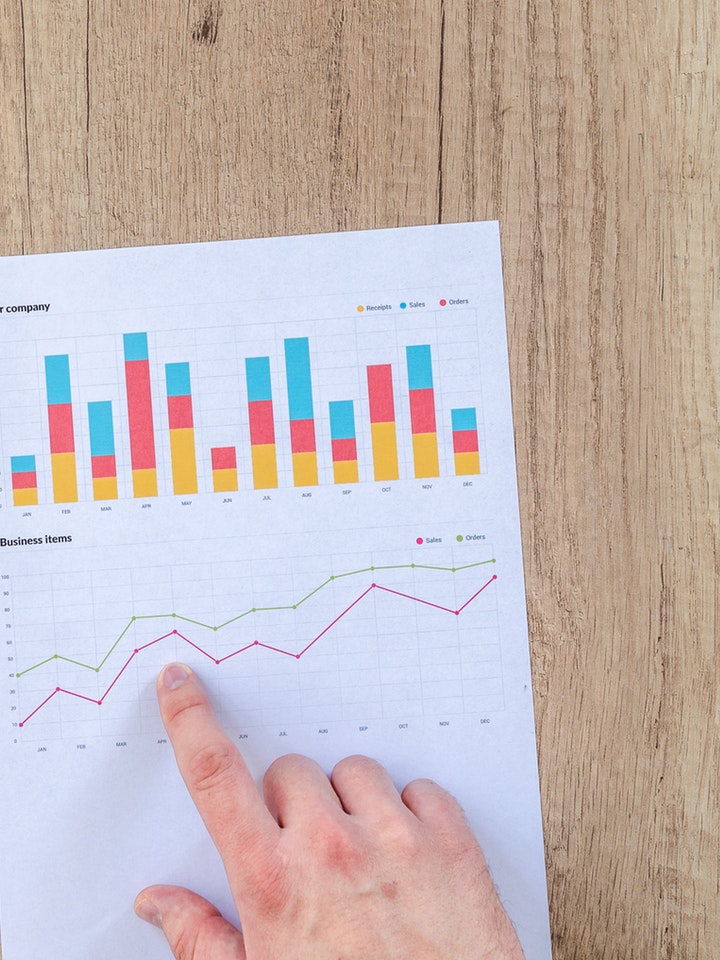 r company
Receipts Sales Orders
JAN FEB MAR APR MAY JUN JUL AUG SEP OCT NOV DEC
Business items
Sales Orders
100
90
80
70
60
50
40
30
20
10
0
JAN FEB MAR APR JUN JUL AUG SEP OCT NOV DEC